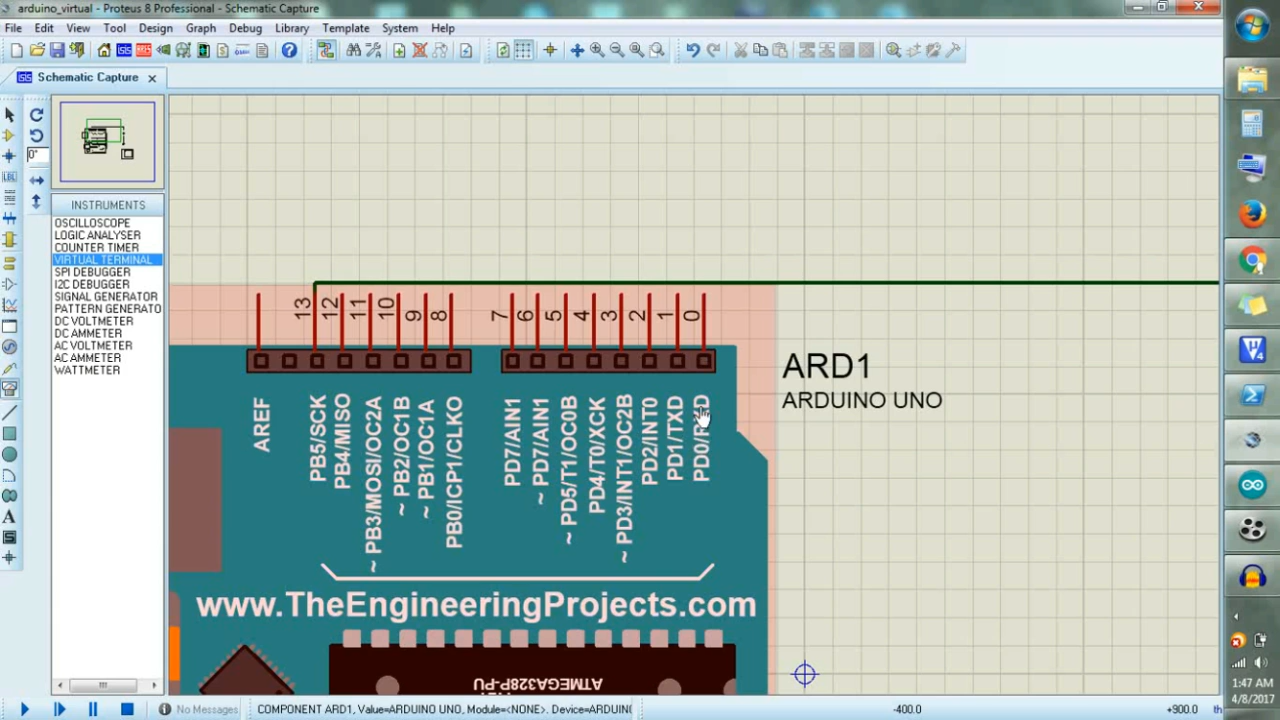 arduino_virtual - Proteus 8 Professional - Schematic Capture
File Edit View Tool Design Graph Debug Library Template System Help
Schematic Capture
0°
INSTRUMENTS
OSCILLOSCOPE
LOGIC ANALYSER
COUNTER TIMER
VIRTUAL TERMINAL
SPI DEBUGGER
I2C DEBUGGER
SIGNAL GENERATOR
PATTERN GENERATO
DC VOLTMETER
DC AMMETER
AC VOLTMETER
AC AMMETER
WATTMETER
13 12 11 10 9 8 7 6 5 4 3 2 1 0
AREF
PB5/SCK
PB4/MISO
~ PB3/MOSI/OC2A
~ PB2/OC1B
~ PB1/OC1A
PB0/ICP1/CLKO
PD7/AIN1
~ PD7/AIN1
~ PD5/T1/OC0B
PD4/T0/XCK
~ PD3/INT1/OC2B
PD2/INT0
PD1/TXD
ARD1
ARDUINO UNO
www.TheEngineeringProjects.com
ATMEGA328P-PU
No Messages
COMPONENT ARD1, Value=ARDUINO UNO, Module=<NONE>. Device=ARDUIN
-400.0
+900.0
th
1:47 AM
4/8/2017